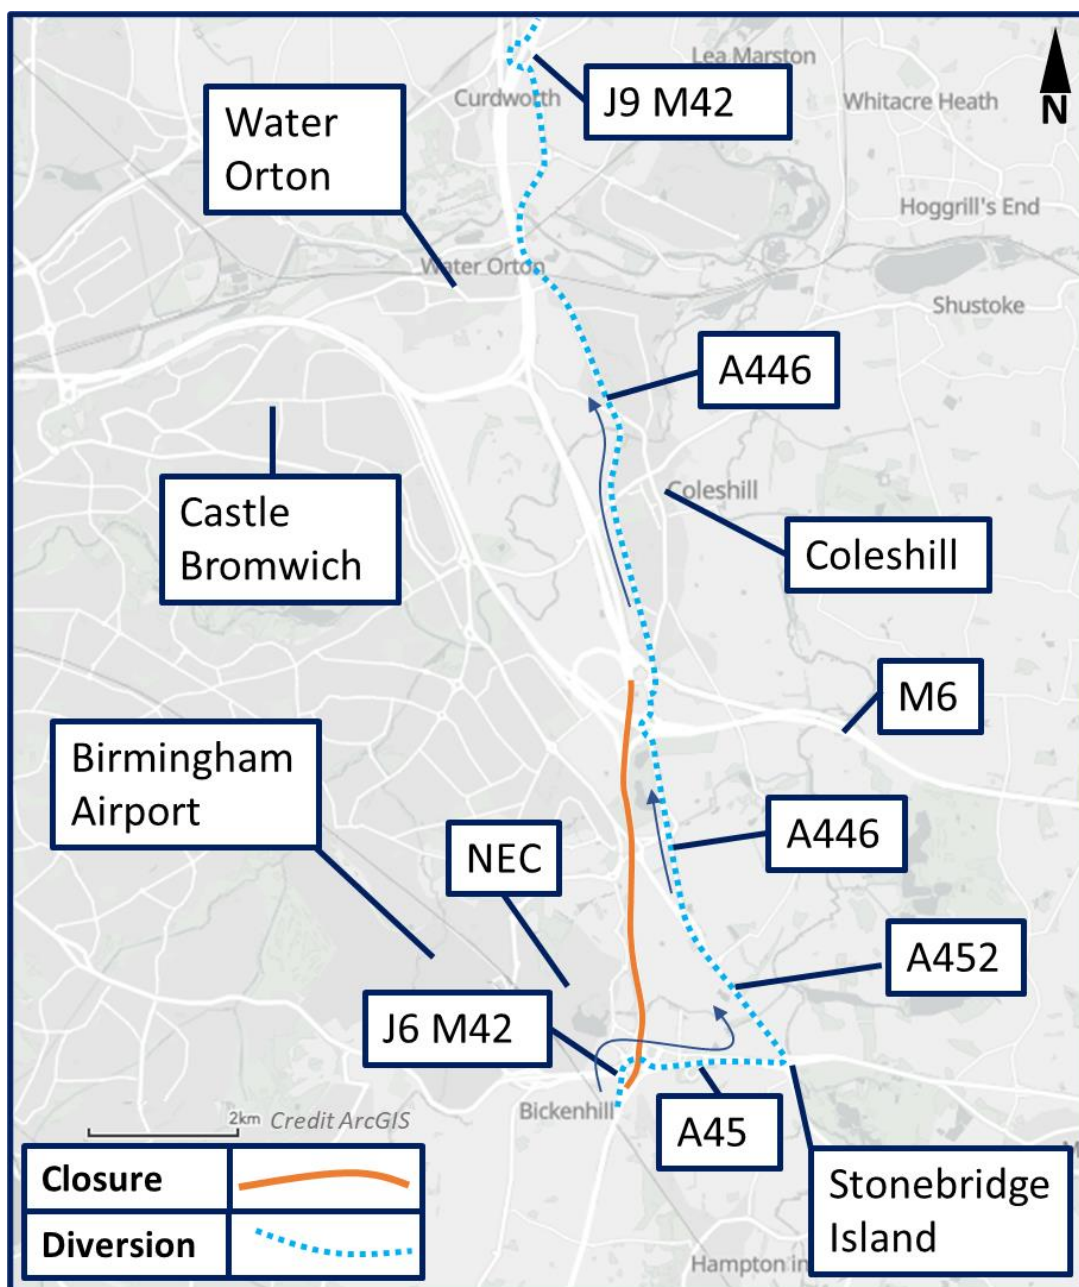 Lea Marston
J9 M42
N
Curdworth
Whitacre Heath
Water
Orton
Hoggrill's End
Water Orton
Shustoke
A446
Coleshill
Castle
Bromwich
Coleshill
M6
Birmingham
Airport
A446
NEC
A452
J6 M42
Bickenhill
2km
Credit ArcGIS
A45
Closure
Diversion
Stonebridge
Island
Hampton in